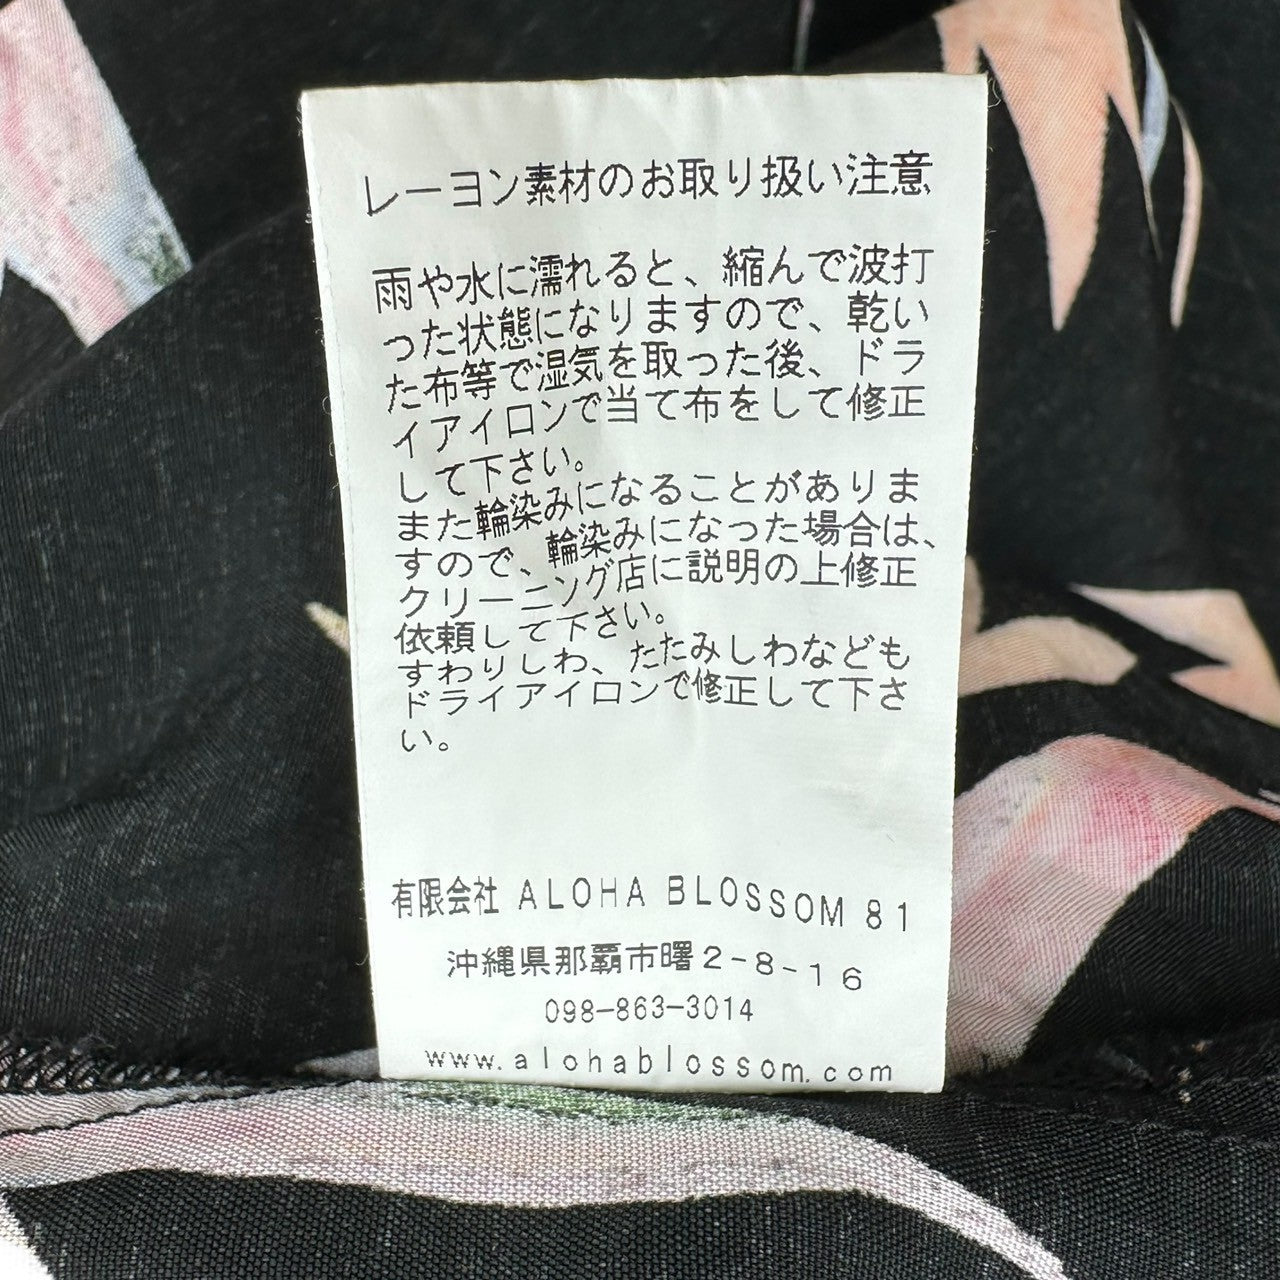 レーヨン素材のお取り扱い注意
雨や水に濡れると、縮んで波打
った状態になりますので、乾い
た布等で湿気を取った後、ドラ
イアイロンで当て布をして修正
して下さい。
また輪染みになることがありま
すので、輪染みになった場合は、
クリーニング店に説明の上修正
依頼して下さい。
すわりしわ、たたみしわなども
ドライアイロンで修正して下さ
い。
有限会社 ALOHA BLOSSOM 81
沖縄県那覇市曙2-8-16
098-863-3014
www.alohablossom.com